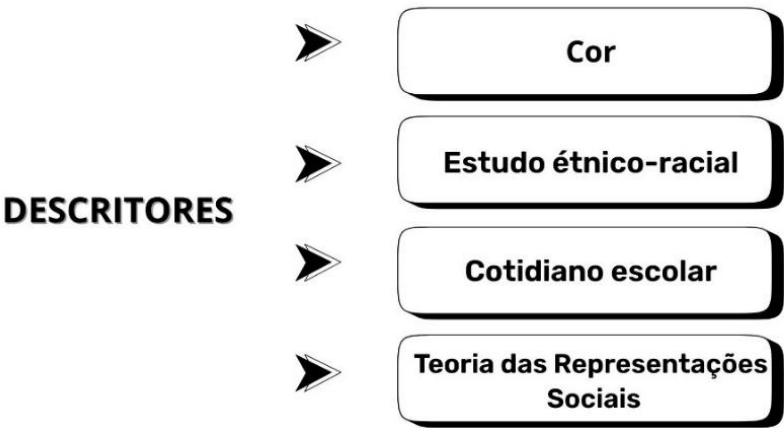 DESCRITORES
Cor
Estudo étnico-racial
Cotidiano escolar
Teoria das Representações
Sociais